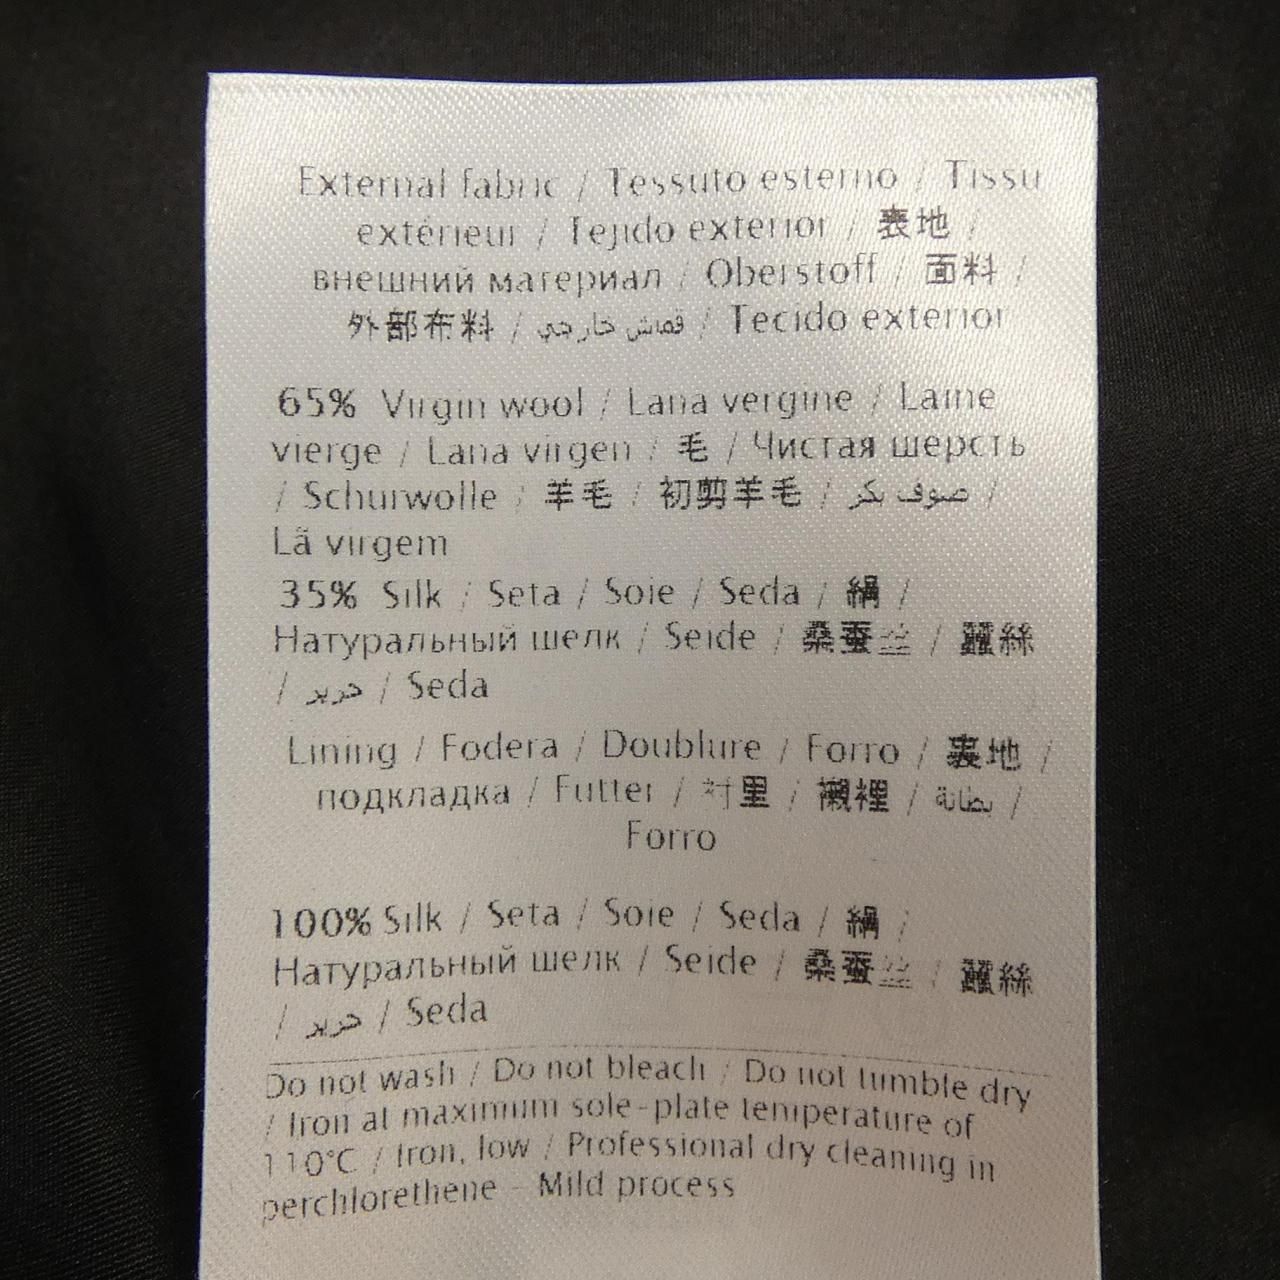 External fabric / Tessuto esterno / Tissu
extérieur / Tejido exterior / 表地 /
внешний материал / Oberstoff / 面料 /
外部布料 / قماش خارجي / Tecido exterior
65% Virgin wool / Lana vergine / Laine
vierge / Lana virgen / 毛 / Чистая шерсть
/ Schurwolle / 羊毛 / 初剪羊毛 / صوف بكر /
Lã virgem
35% Silk / Seta / Soie / Seda / 絹 /
Натуральный шелк / Seide / 桑蚕丝 / 蠶絲
/ حرير / Seda
Lining / Fodera / Doublure / Forro / 裏地 /
подкладка / Futter / 衬里 / 襯裡 / بطانة /
Forro
100% Silk / Seta / Soie / Seda / 絹 /
Натуральный шелк / Seide / 桑蚕丝 / 蠶絲
/ حرير / Seda
Do not wash / Do not bleach / Do not tumble dry
/ Iron at maximum sole-plate temperature of
110°C / Iron, low / Professional dry cleaning in
perchlorethene - Mild process